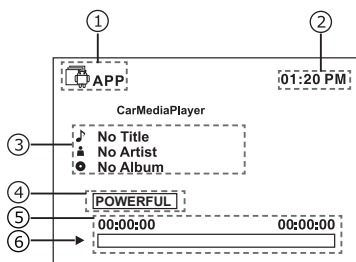 1
2
APP
01:20 PM
CarMediaPlayer
3
No Title
No Artist
No Album
4
POWERFUL
5
00:00:00 00:00:00
6